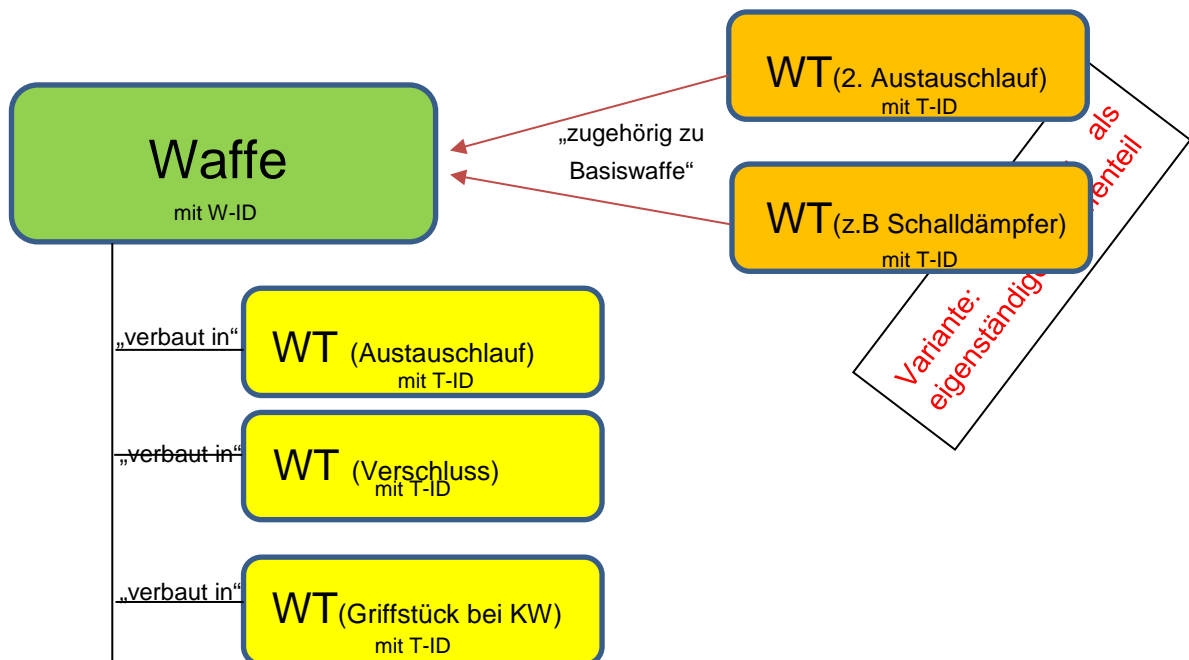 WT(2. Austauschlauf)
mit T-ID
Waffe
mit W-ID
„zugehörig zu
Basiswaffe“
WT(z.B Schalldämpfer)
mit T-ID
Variante: als
„verbaut in“
WT (Austauschlauf)
mit T-ID
„verbaut in“
WT (Verschluss)
mit T-ID
„verbaut in“
WT(Griffstück bei KW)
mit T-ID